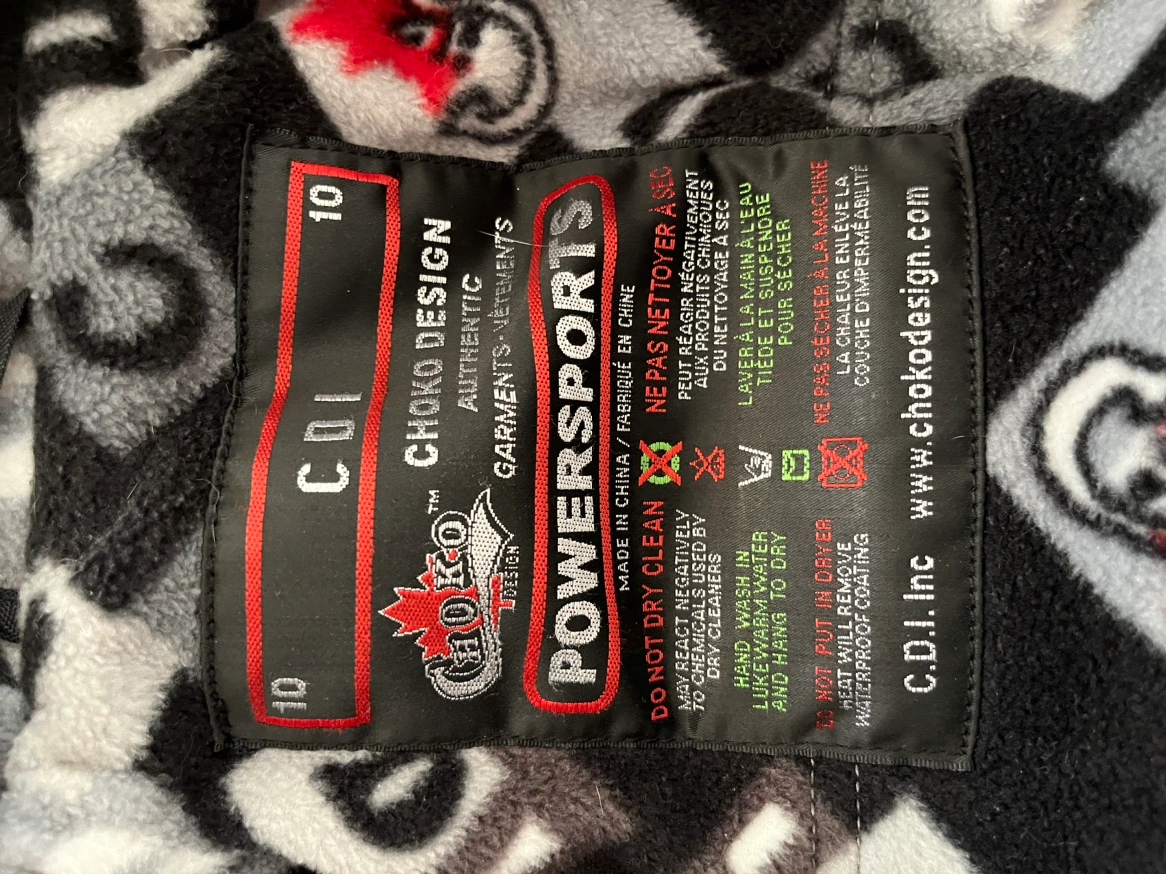 10 CDI 10
CHOKO DESIGN
AUTHENTIC
GARMENTS-VÊTEMENTS
CHOKO
DESIGN
TM
POWERSPORTS
MADE IN CHINA / FABRIQUÉ EN CHINE
DO NOT DRY CLEAN
MAY REACT NEGATIVELY
TO CHEMICALS USED BY
DRY CLEANERS
HAND WASH IN
LUKEWARM WATER
AND HANG TO DRY
DO NOT PUT IN DRYER
HEAT WILL REMOVE
WATERPROOF COATING
NE PAS NETTOYER À SEC
PEUT RÉAGIR NÉGATIVEMENT
AUX PRODUITS CHIMIQUES
DU NETTOYAGE À SEC
LAVER À LA MAIN À L'EAU
TIÈDE ET SUSPENDRE
POUR SÉCHER
NE PAS SÉCHER À LA MACHINE
LA CHALEUR ENLÈVE LA
COUCHE D'IMPERMÉABILITÉ
C.D.I. Inc www.chokodesign.com